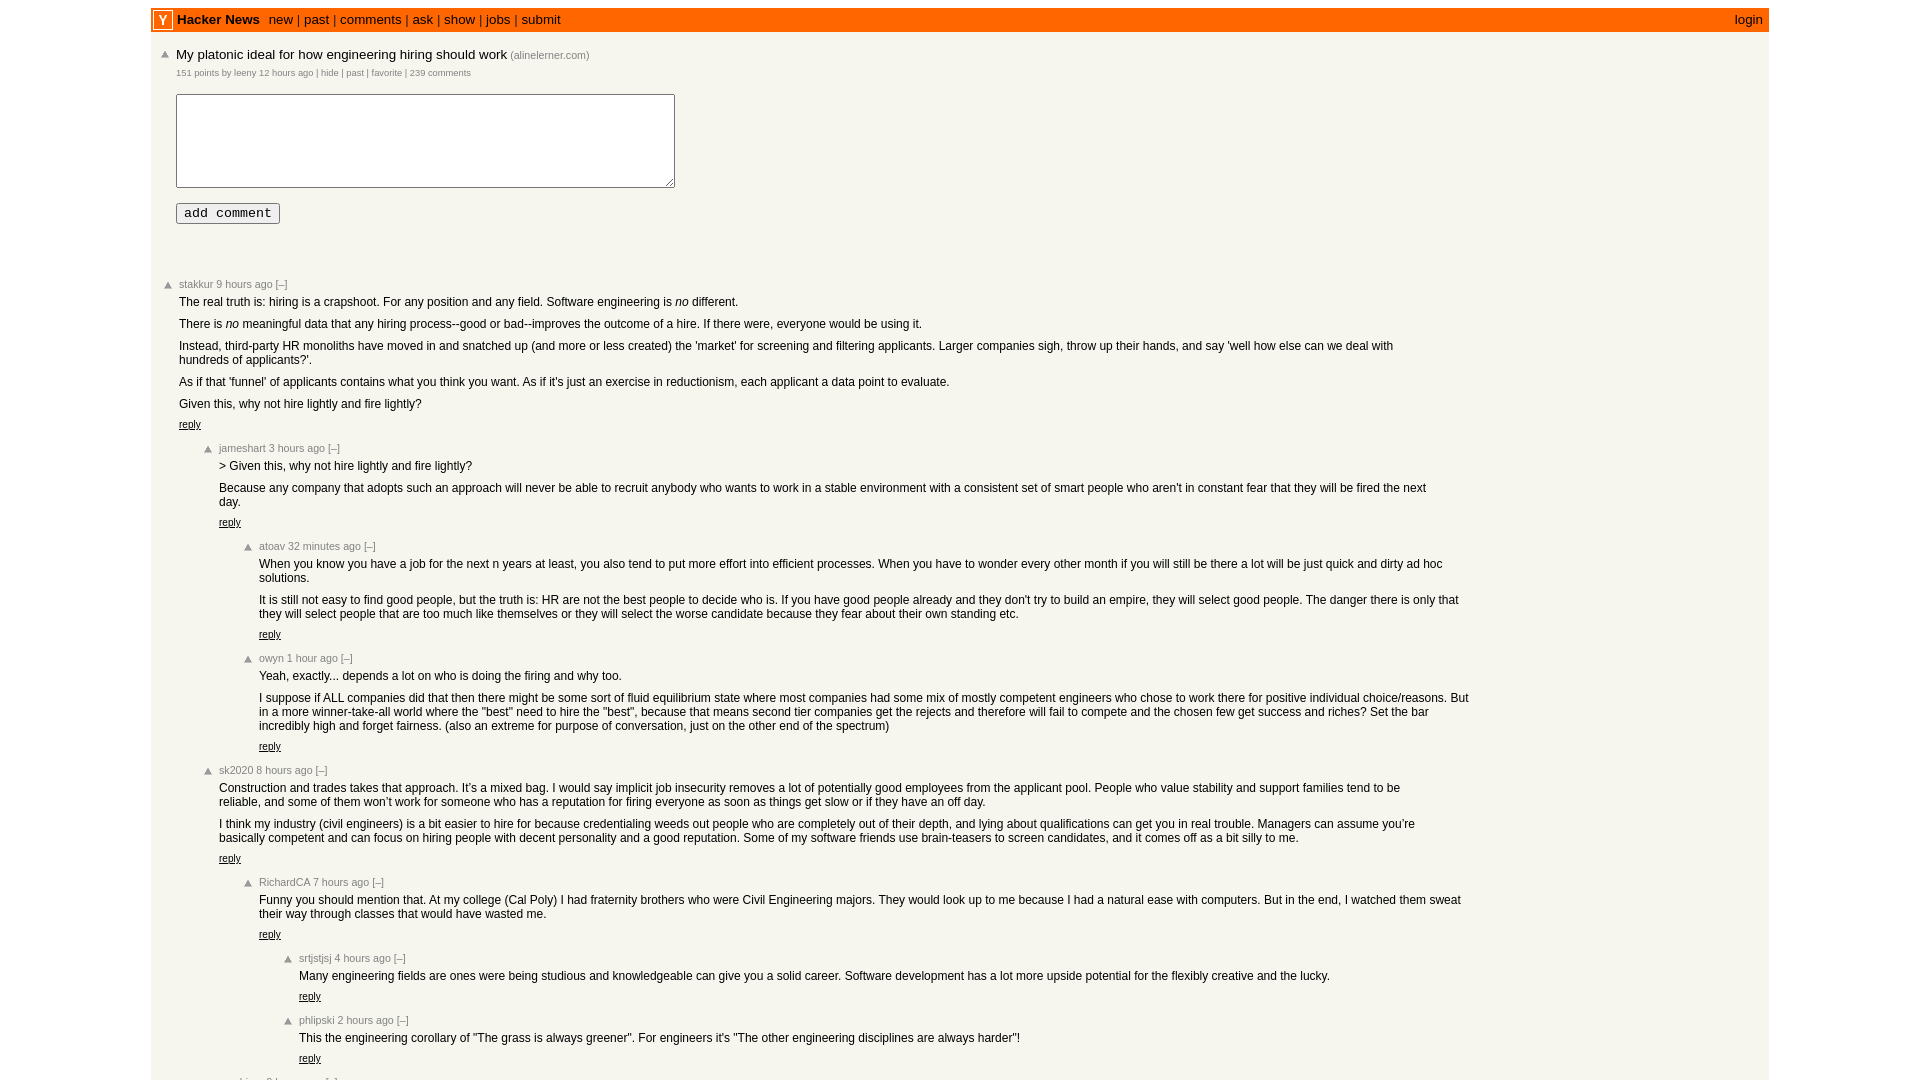 Y Hacker News new | past | comments | ask | show | jobs | submit login
My platonic ideal for how engineering hiring should work (alinelerner.com)
151 points by leeny 12 hours ago | hide | past | favorite | 239 comments
add comment
stakkur 9 hours ago [–]
The real truth is: hiring is a crapshoot. For any position and any field. Software engineering is no different.
There is no meaningful data that any hiring process--good or bad--improves the outcome of a hire. If there were, everyone would be using it.
Instead, third-party HR monoliths have moved in and snatched up (and more or less created) the 'market' for screening and filtering applicants. Larger companies sigh, throw up their hands, and say 'well how else can we deal with
hundreds of applicants?'.
As if that 'funnel' of applicants contains what you think you want. As if it's just an exercise in reductionism, each applicant a data point to evaluate.
Given this, why not hire lightly and fire lightly?
reply
jameshart 3 hours ago [–]
> Given this, why not hire lightly and fire lightly?
Because any company that adopts such an approach will never be able to recruit anybody who wants to work in a stable environment with a consistent set of smart people who aren't in constant fear that they will be fired the next
day.
reply
atoav 32 minutes ago [–]
When you know you have a job for the next n years at least, you also tend to put more effort into efficient processes. When you have to wonder every other month if you will still be there a lot will be just quick and dirty ad hoc
solutions.
It is still not easy to find good people, but the truth is: HR are not the best people to decide who is. If you have good people already and they don't try to build an empire, they will select good people. The danger there is only that
they will select people that are too much like themselves or they will select the worse candidate because they fear about their own standing etc.
reply
owyn 1 hour ago [–]
Yeah, exactly... depends a lot on who is doing the firing and why too.
I suppose if ALL companies did that then there might be some sort of fluid equilibrium state where most companies had some mix of mostly competent engineers who chose to work there for positive individual choice/reasons. But
in a more winner-take-all world where the "best" need to hire the "best", because that means second tier companies get the rejects and therefore will fail to compete and the chosen few get success and riches? Set the bar
incredibly high and forget fairness. (also an extreme for purpose of conversation, just on the other end of the spectrum)
reply
sk2020 8 hours ago [–]
Construction and trades takes that approach. It’s a mixed bag. I would say implicit job insecurity removes a lot of potentially good employees from the applicant pool. People who value stability and support families tend to be
reliable, and some of them won’t work for someone who has a reputation for firing everyone as soon as things get slow or if they have an off day.
I think my industry (civil engineers) is a bit easier to hire for because credentialing weeds out people who are completely out of their depth, and lying about qualifications can get you in real trouble. Managers can assume you’re
basically competent and can focus on hiring people with decent personality and a good reputation. Some of my software friends use brain-teasers to screen candidates, and it comes off as a bit silly to me.
reply
RichardCA 7 hours ago [–]
Funny you should mention that. At my college (Cal Poly) I had fraternity brothers who were Civil Engineering majors. They would look up to me because I had a natural ease with computers. But in the end, I watched them sweat
their way through classes that would have wasted me.
reply
srtjstjsj 4 hours ago [–]
Many engineering fields are ones were being studious and knowledgeable can give you a solid career. Software development has a lot more upside potential for the flexibly creative and the lucky.
reply
phlipski 2 hours ago [–]
This the engineering corollary of "The grass is always greener". For engineers it's "The other engineering disciplines are always harder"!
reply